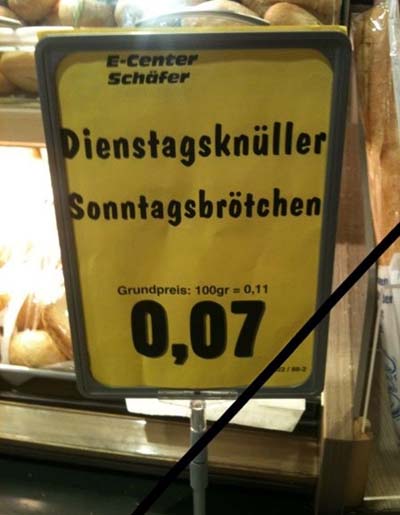 E-Center
Schäfer
Dienstagsknüller
Sonntagsbrötchen
Grundpreis: 100gr = 0,11
0,07